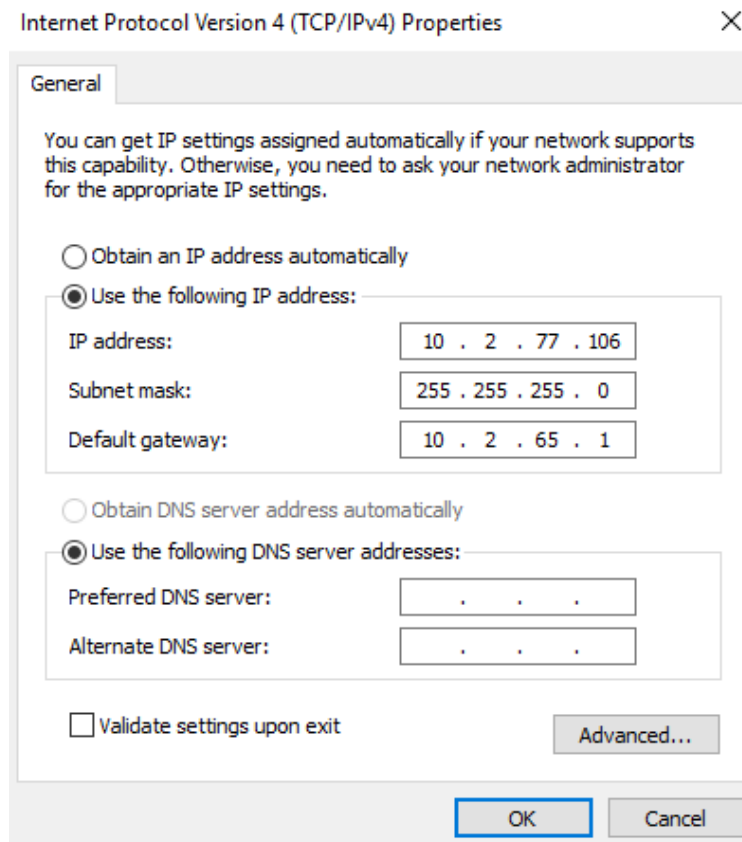 Internet Protocol Version 4 (TCP/IPv4) Properties
General
You can get IP settings assigned automatically if your network supports
this capability. Otherwise, you need to ask your network administrator
for the appropriate IP settings.
Obtain an IP address automatically
Use the following IP address:
IP address: 10 . 2 . 77 . 106
Subnet mask: 255 . 255 . 255 . 0
Default gateway: 10 . 2 . 65 . 1
Obtain DNS server address automatically
Use the following DNS server addresses:
Preferred DNS server: . . .
Alternate DNS server: . . .
Validate settings upon exit
Advanced...
OK Cancel